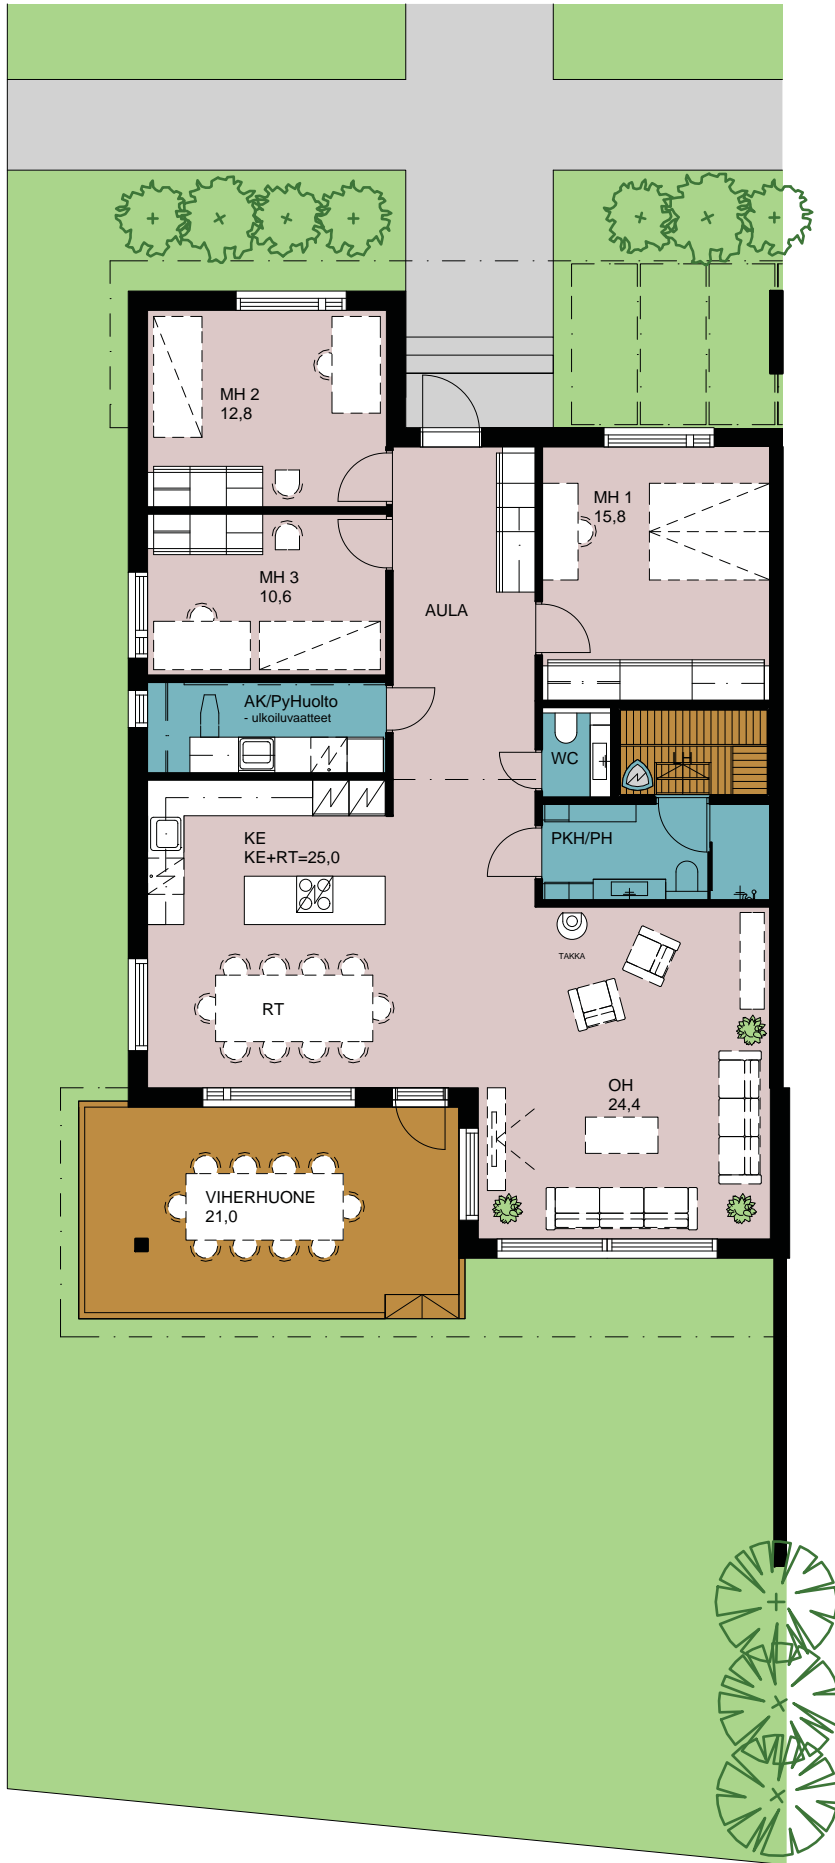 MH 2
12,8
MH 1
15,8
MH 3
10,6
AULA
AK/PyHuolto
- ulkoiluvaatteet
WC
LH
KE
KE+RT=25,0
PKH/PH
TAKKA
RT
OH
24,4
VIHERHUONE
21,0